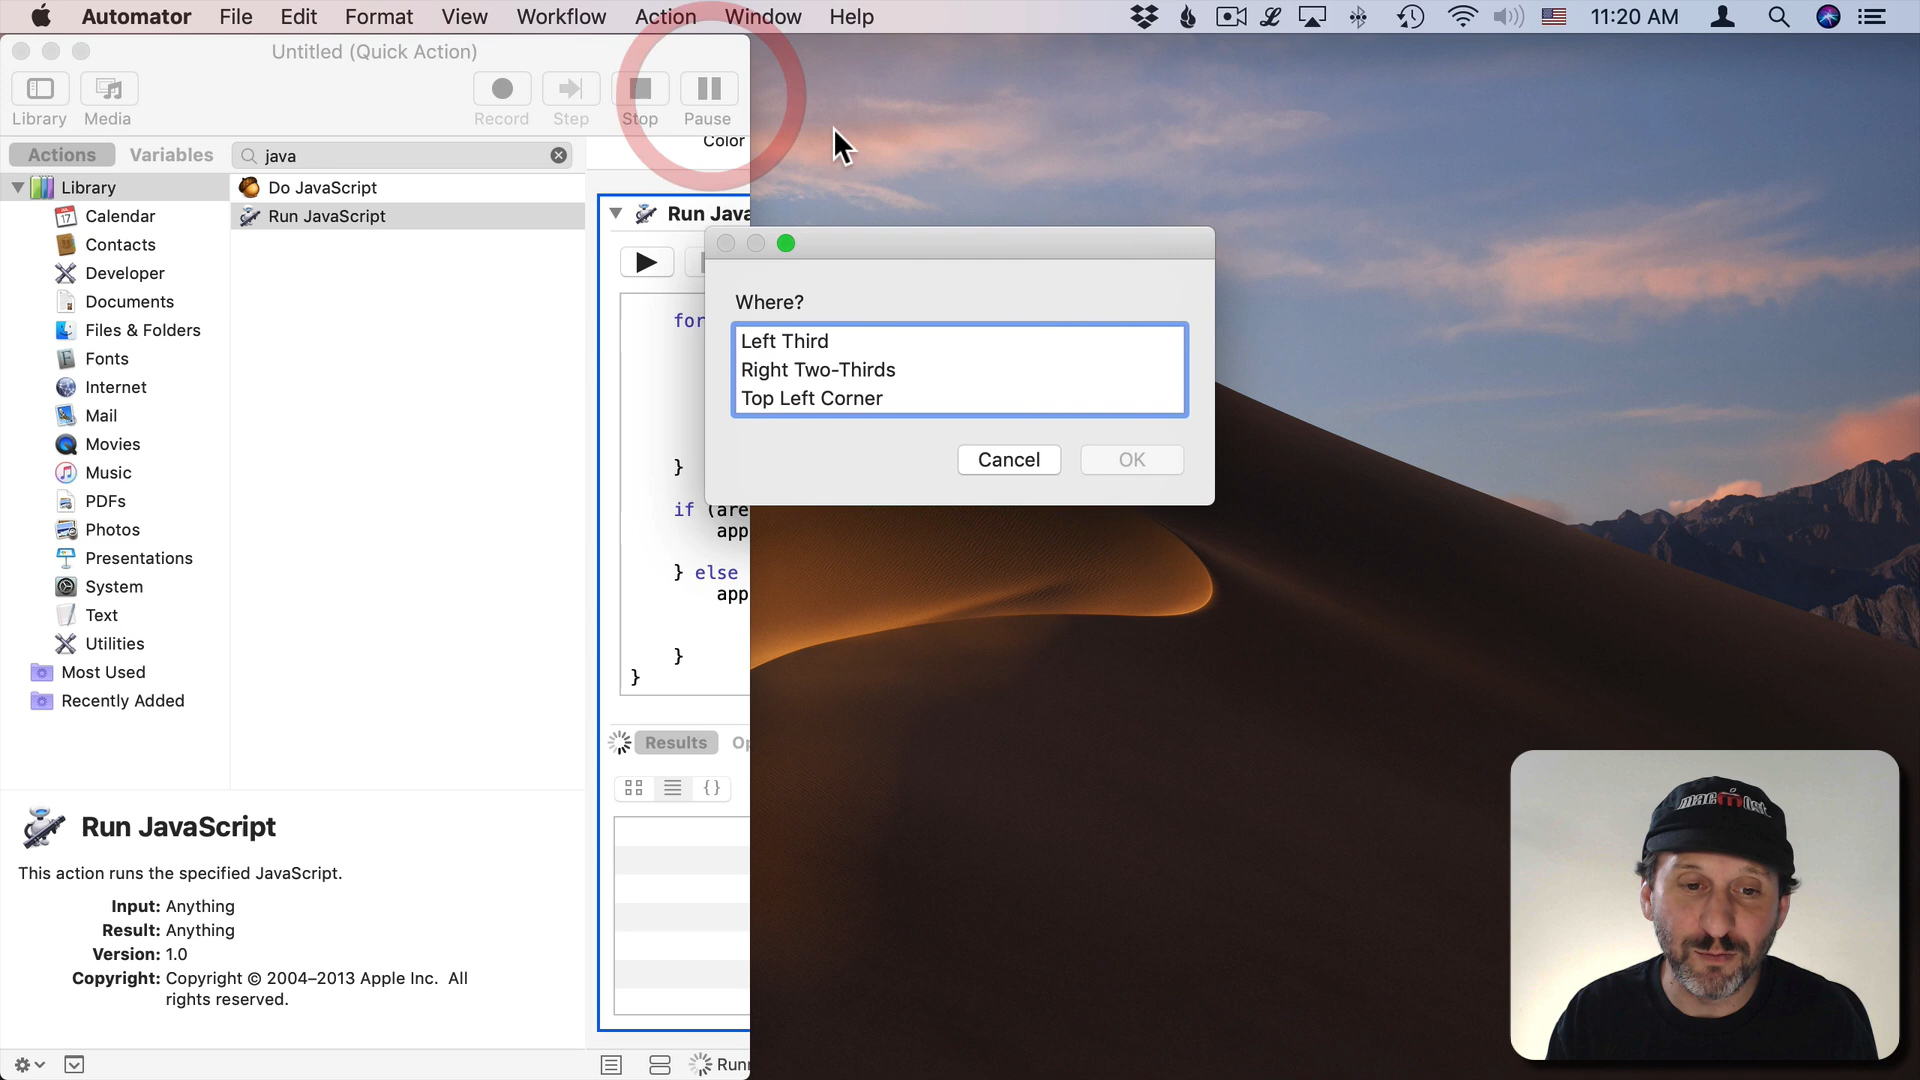 Automator File Edit Format View Workflow Action Window Help 11:20 AM
Untitled (Quick Action)
Library Media Record Step Stop Pause
Actions Variables java
Color
Library
Calendar
Contacts
Developer
Documents
Files & Folders
Fonts
Internet
Mail
Movies
Music
PDFs
Photos
Presentations
System
Text
Utilities
Most Used
Recently Added
Do JavaScript
Run JavaScript
Run Java
for
}
if (are
app
} else
app
}
}
Results Op
{ }
Where?
Left Third
Right Two-Thirds
Top Left Corner
Cancel OK
Run JavaScript
This action runs the specified JavaScript.
Input: Anything
Result: Anything
Version: 1.0
Copyright: Copyright © 2004–2013 Apple Inc. All
rights reserved.
Runn
macmost